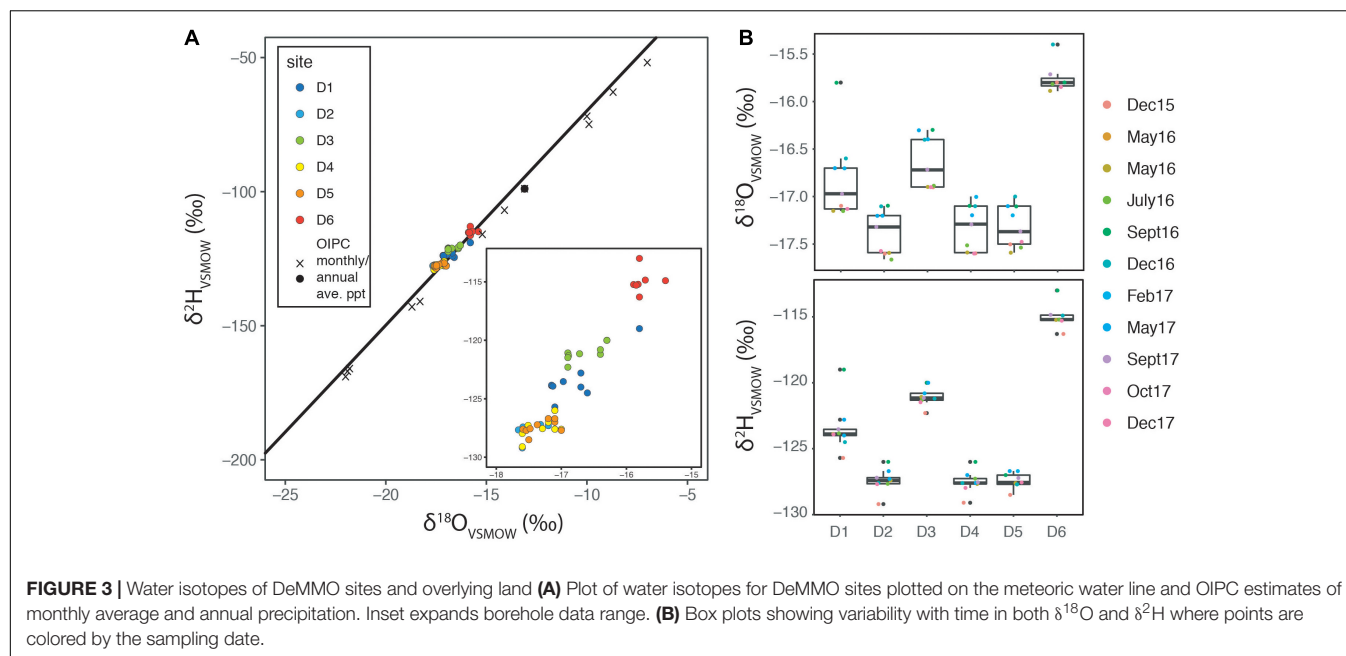 A
site
D1
D2
D3
D4
D5
D6
OIPC
monthly/
annual
ave. ppt
−50
−100
−150
−200
δ²H_VSMOW (‰)
−25
−20
−15
−10
−5
δ¹⁸O_VSMOW (‰)
−115
−120
−125
−130
−18
−17
−16
−15
B
−15.5
−16.0
−16.5
−17.0
−17.5
δ¹⁸O_VSMOW (‰)
−115
−120
−125
−130
δ²H_VSMOW (‰)
D1 D2 D3 D4 D5 D6
Dec15
May16
May16
July16
Sept16
Dec16
Feb17
May17
Sept17
Oct17
Dec17
FIGURE 3 | Water isotopes of DeMMO sites and overlying land (A) Plot of water isotopes for DeMMO sites plotted on the meteoric water line and OIPC estimates of
monthly average and annual precipitation. Inset expands borehole data range. (B) Box plots showing variability with time in both δ¹⁸O and δ²H where points are
colored by the sampling date.